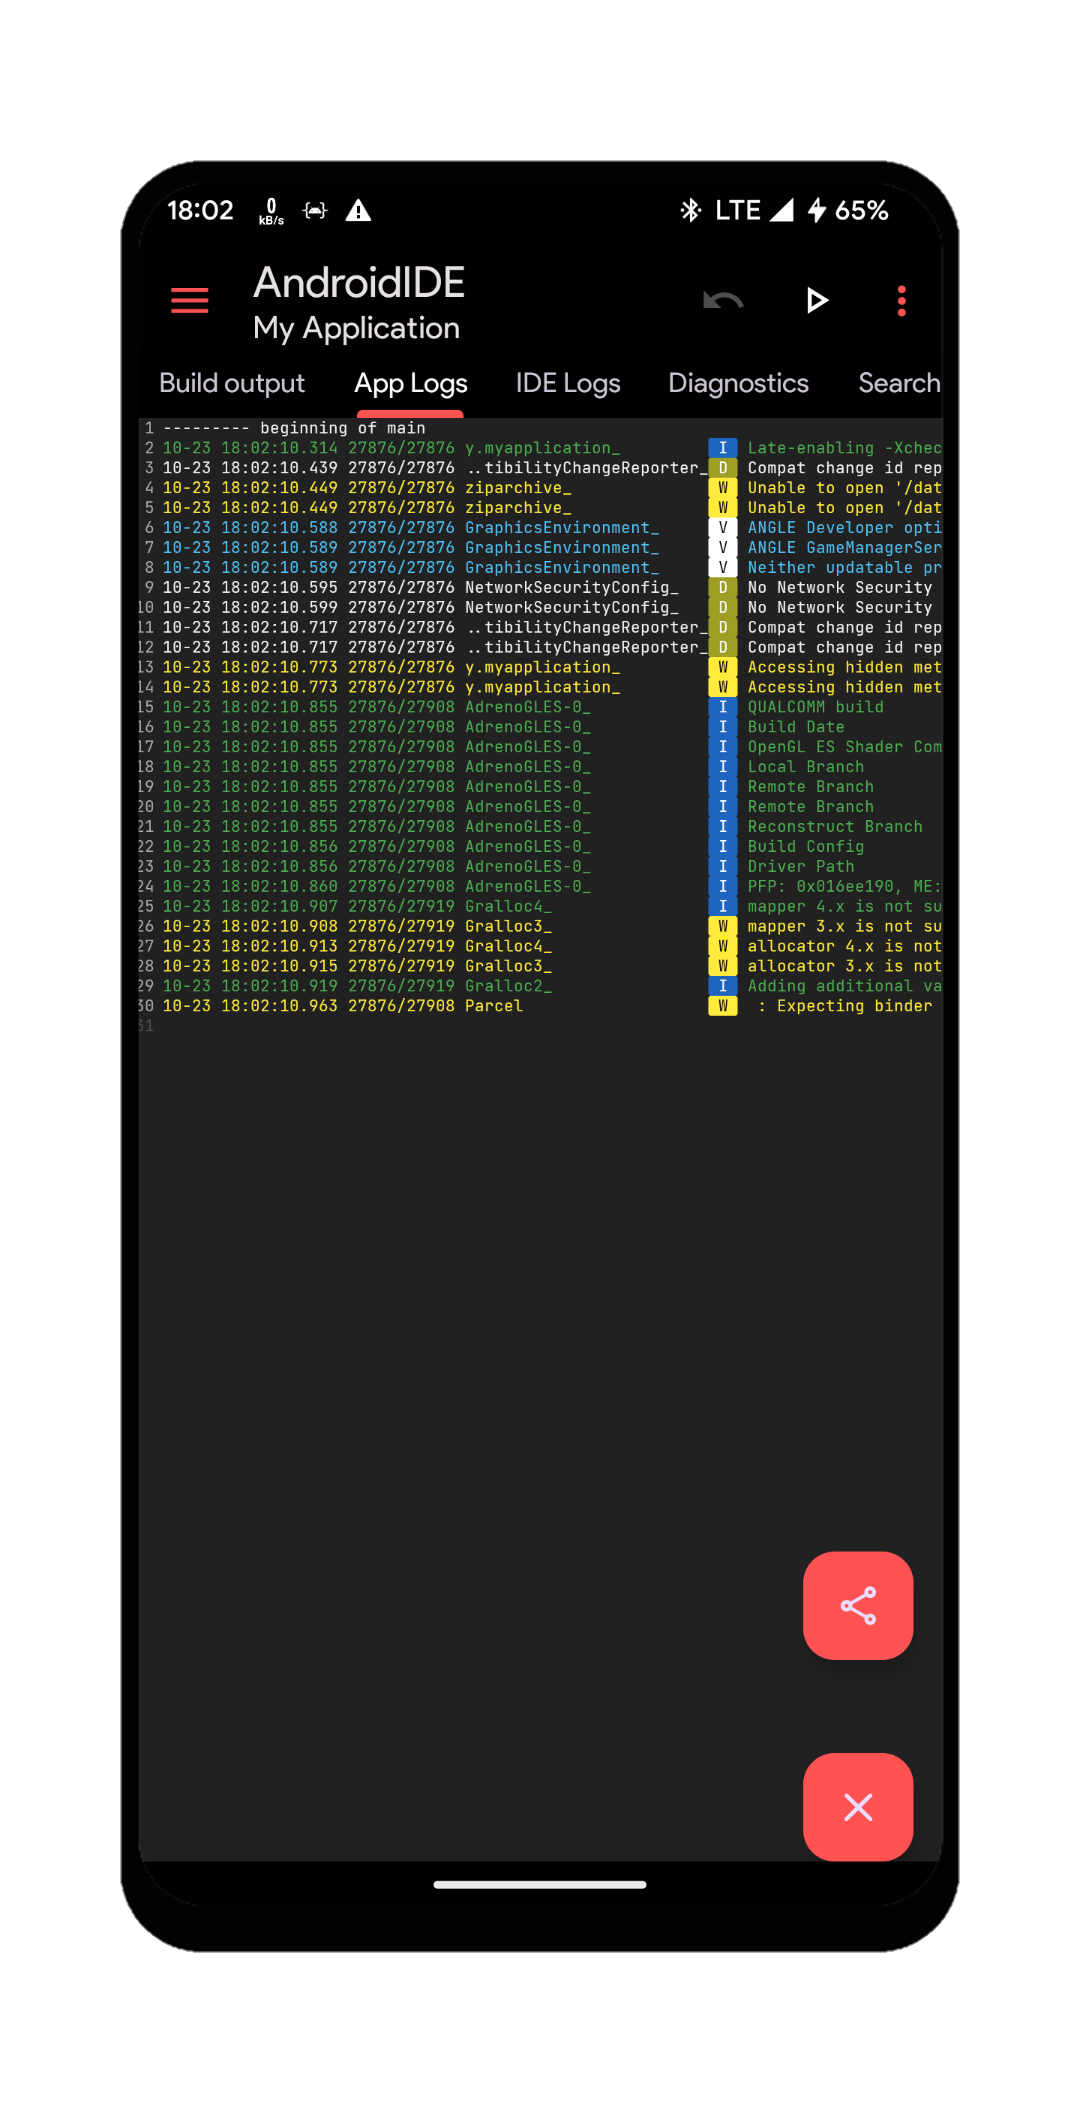 18:02 0 kB/s LTE 65%
AndroidIDE
My Application
Build output App Logs IDE Logs Diagnostics Search
1 --------- beginning of main
2 10-23 18:02:10.314 27876/27876 y.myapplication_ I Late-enabling -Xchec
3 10-23 18:02:10.439 27876/27876 ..tibilityChangeReporter_ D Compat change id rep
4 10-23 18:02:10.449 27876/27876 ziparchive_ W Unable to open '/dat
5 10-23 18:02:10.449 27876/27876 ziparchive_ W Unable to open '/dat
6 10-23 18:02:10.588 27876/27876 GraphicsEnvironment_ V ANGLE Developer opti
7 10-23 18:02:10.589 27876/27876 GraphicsEnvironment_ V ANGLE GameManagerSer
8 10-23 18:02:10.589 27876/27876 GraphicsEnvironment_ V Neither updatable pr
9 10-23 18:02:10.595 27876/27876 NetworkSecurityConfig_ D No Network Security
10 10-23 18:02:10.599 27876/27876 NetworkSecurityConfig_ D No Network Security
11 10-23 18:02:10.717 27876/27876 ..tibilityChangeReporter_ D Compat change id rep
12 10-23 18:02:10.717 27876/27876 ..tibilityChangeReporter_ D Compat change id rep
13 10-23 18:02:10.773 27876/27876 y.myapplication_ W Accessing hidden met
14 10-23 18:02:10.773 27876/27876 y.myapplication_ W Accessing hidden met
15 10-23 18:02:10.855 27876/27908 AdrenoGLES-0_ I QUALCOMM build
16 10-23 18:02:10.855 27876/27908 AdrenoGLES-0_ I Build Date
17 10-23 18:02:10.855 27876/27908 AdrenoGLES-0_ I OpenGL ES Shader Com
18 10-23 18:02:10.855 27876/27908 AdrenoGLES-0_ I Local Branch
19 10-23 18:02:10.855 27876/27908 AdrenoGLES-0_ I Remote Branch
20 10-23 18:02:10.855 27876/27908 AdrenoGLES-0_ I Remote Branch
21 10-23 18:02:10.855 27876/27908 AdrenoGLES-0_ I Reconstruct Branch
22 10-23 18:02:10.856 27876/27908 AdrenoGLES-0_ I Build Config
23 10-23 18:02:10.856 27876/27908 AdrenoGLES-0_ I Driver Path
24 10-23 18:02:10.860 27876/27908 AdrenoGLES-0_ I PFP: 0x016ee190, ME:
25 10-23 18:02:10.907 27876/27919 Gralloc4_ I mapper 4.x is not su
26 10-23 18:02:10.908 27876/27919 Gralloc3_ W mapper 3.x is not su
27 10-23 18:02:10.913 27876/27919 Gralloc4_ W allocator 4.x is not
28 10-23 18:02:10.915 27876/27919 Gralloc3_ W allocator 3.x is not
29 10-23 18:02:10.919 27876/27919 Gralloc2_ I Adding additional va
30 10-23 18:02:10.963 27876/27908 Parcel W : Expecting binder
31